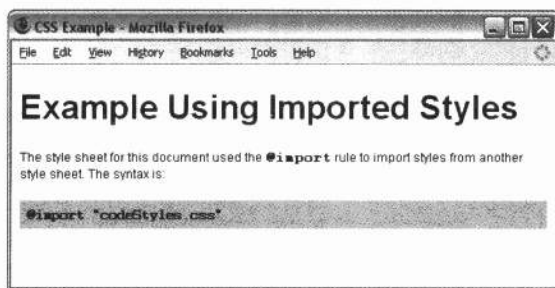 CSS Example - Mozilla Firefox
File Edit View History Bookmarks Tools Help
Example Using Imported Styles
The style sheet for this document used the @import rule to import styles from another
style sheet. The syntax is:
@import "codeStyles.css"